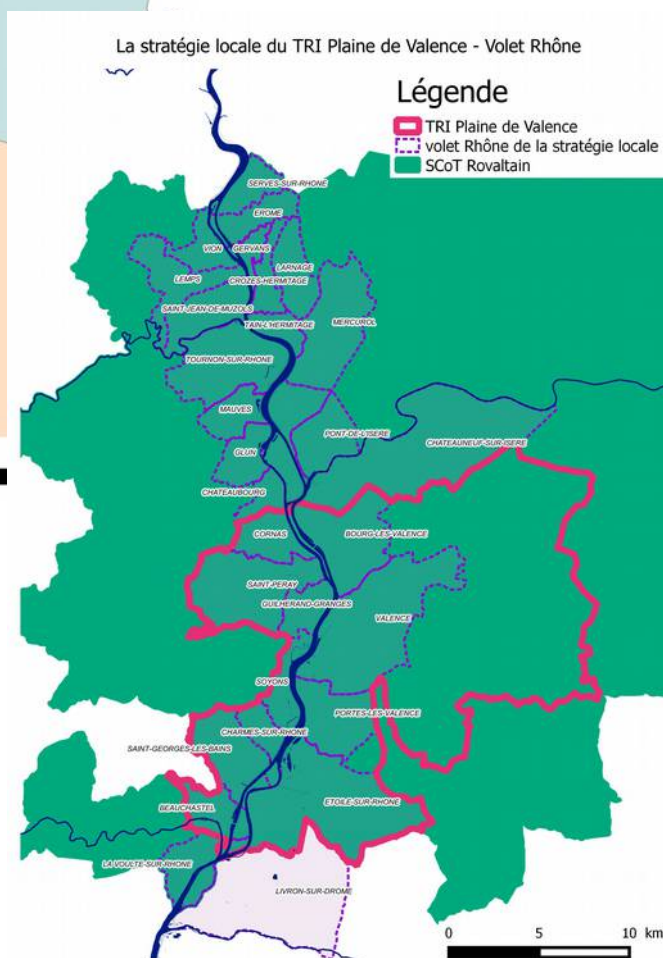 La stratégie locale du TRI Plaine de Valence - Volet Rhône
Légende
TRI Plaine de Valence
volet Rhône de la stratégie locale
SCoT Rovaltain
SERVES-SUR-RHONE
EROME
VION
GERVANS
LARNAGE
LEMPS
CROZES-HERMITAGE
SAINT-JEAN-DE-MUZOLS
TAIN-L'HERMITAGE
MERCUROL
TOURNON-SUR-RHONE
MAUVES
PONT-DE-L'ISERE
CHATEAUNEUF-SUR-ISERE
GLUN
CHATEAUBOURG
CORNAS
BOURG-LES-VALENCE
SAINT-PERAY
GUILHERAND-GRANGES
VALENCE
SOYONS
PORTES-LES-VALENCE
CHARMES-SUR-RHONE
SAINT-GEORGES-LES-BAINS
BEAUCHASTEL
ETOILE-SUR-RHONE
LA VOULTE-SUR-RHONE
LIVRON-SUR-DROME
0 5 10 km